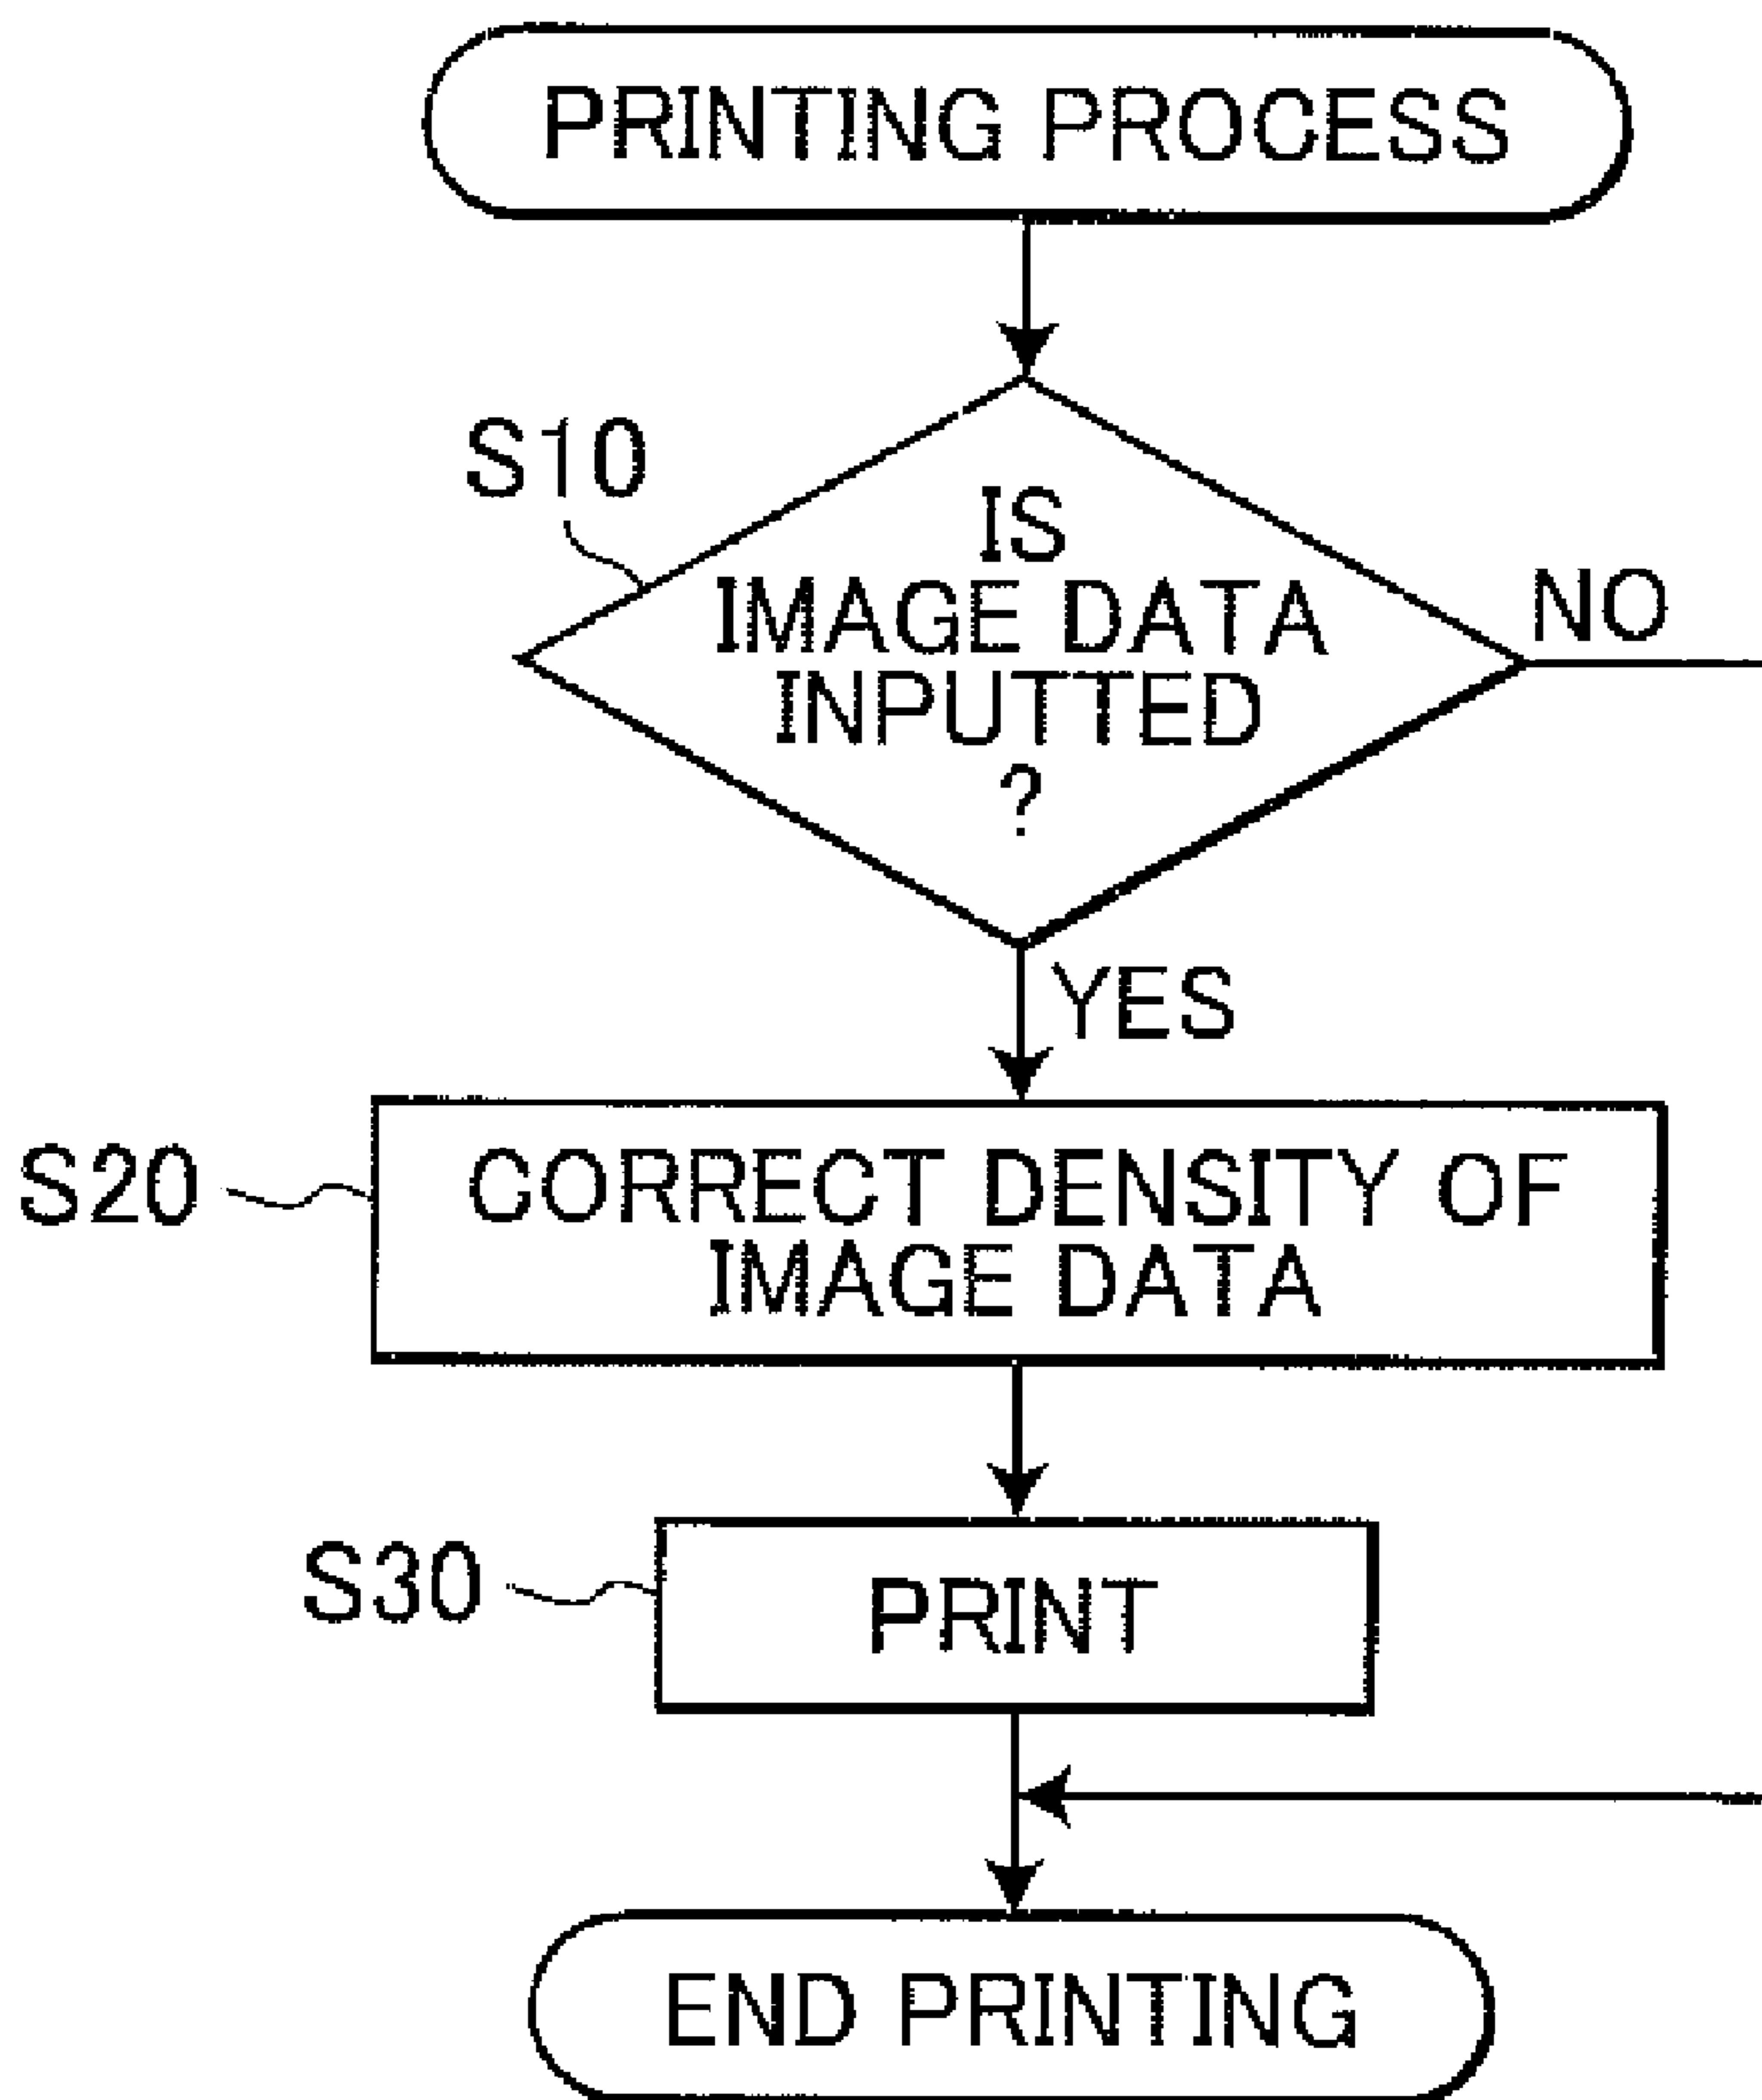 PRINTING PROCESS
S10
IS
IMAGE DATA
INPUTTED
?
NO
YES
S20
CORRECT DENSITY OF
IMAGE DATA
S30
PRINT
END PRINTING